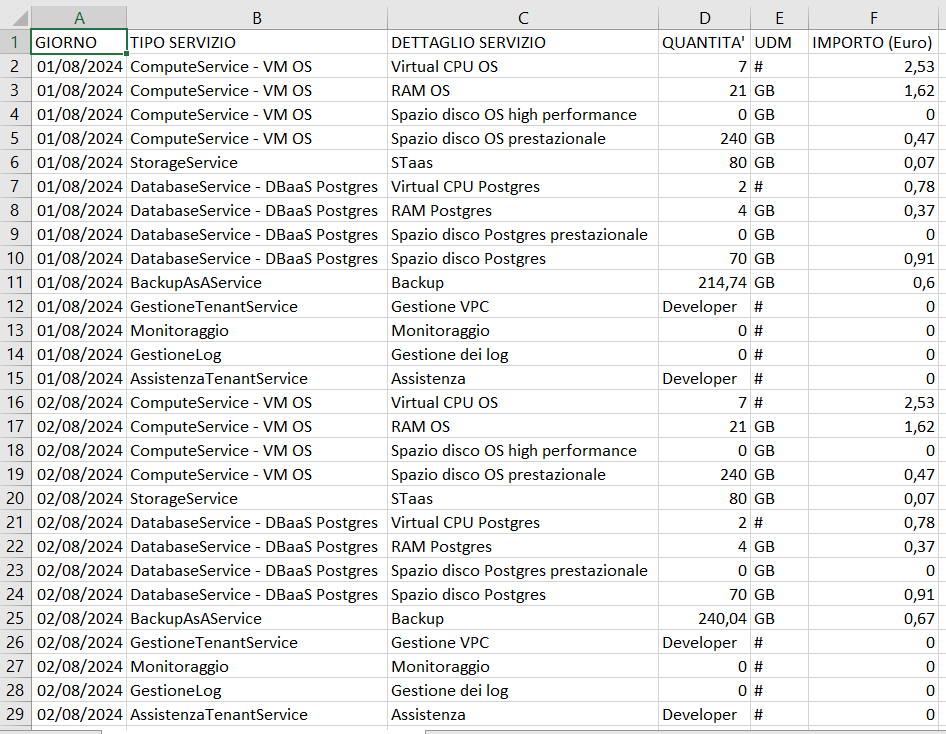 A B C D E F
1 GIORNO TIPO SERVIZIO DETTAGLIO SERVIZIO QUANTITA' UDM IMPORTO (Euro)
2 01/08/2024 ComputeService - VM OS Virtual CPU OS 7 # 2,53
3 01/08/2024 ComputeService - VM OS RAM OS 21 GB 1,62
4 01/08/2024 ComputeService - VM OS Spazio disco OS high performance 0 GB 0
5 01/08/2024 ComputeService - VM OS Spazio disco OS prestazionale 240 GB 0,47
6 01/08/2024 StorageService STaas 80 GB 0,07
7 01/08/2024 DatabaseService - DBaaS Postgres Virtual CPU Postgres 2 # 0,78
8 01/08/2024 DatabaseService - DBaaS Postgres RAM Postgres 4 GB 0,37
9 01/08/2024 DatabaseService - DBaaS Postgres Spazio disco Postgres prestazionale 0 GB 0
10 01/08/2024 DatabaseService - DBaaS Postgres Spazio disco Postgres 70 GB 0,91
11 01/08/2024 BackupAsAService Backup 214,74 GB 0,6
12 01/08/2024 GestioneTenantService Gestione VPC Developer # 0
13 01/08/2024 Monitoraggio Monitoraggio 0 # 0
14 01/08/2024 GestioneLog Gestione dei log 0 # 0
15 01/08/2024 AssistenzaTenantService Assistenza Developer # 0
16 02/08/2024 ComputeService - VM OS Virtual CPU OS 7 # 2,53
17 02/08/2024 ComputeService - VM OS RAM OS 21 GB 1,62
18 02/08/2024 ComputeService - VM OS Spazio disco OS high performance 0 GB 0
19 02/08/2024 ComputeService - VM OS Spazio disco OS prestazionale 240 GB 0,47
20 02/08/2024 StorageService STaas 80 GB 0,07
21 02/08/2024 DatabaseService - DBaaS Postgres Virtual CPU Postgres 2 # 0,78
22 02/08/2024 DatabaseService - DBaaS Postgres RAM Postgres 4 GB 0,37
23 02/08/2024 DatabaseService - DBaaS Postgres Spazio disco Postgres prestazionale 0 GB 0
24 02/08/2024 DatabaseService - DBaaS Postgres Spazio disco Postgres 70 GB 0,91
25 02/08/2024 BackupAsAService Backup 240,04 GB 0,67
26 02/08/2024 GestioneTenantService Gestione VPC Developer # 0
27 02/08/2024 Monitoraggio Monitoraggio 0 # 0
28 02/08/2024 GestioneLog Gestione dei log 0 # 0
29 02/08/2024 AssistenzaTenantService Assistenza Developer # 0